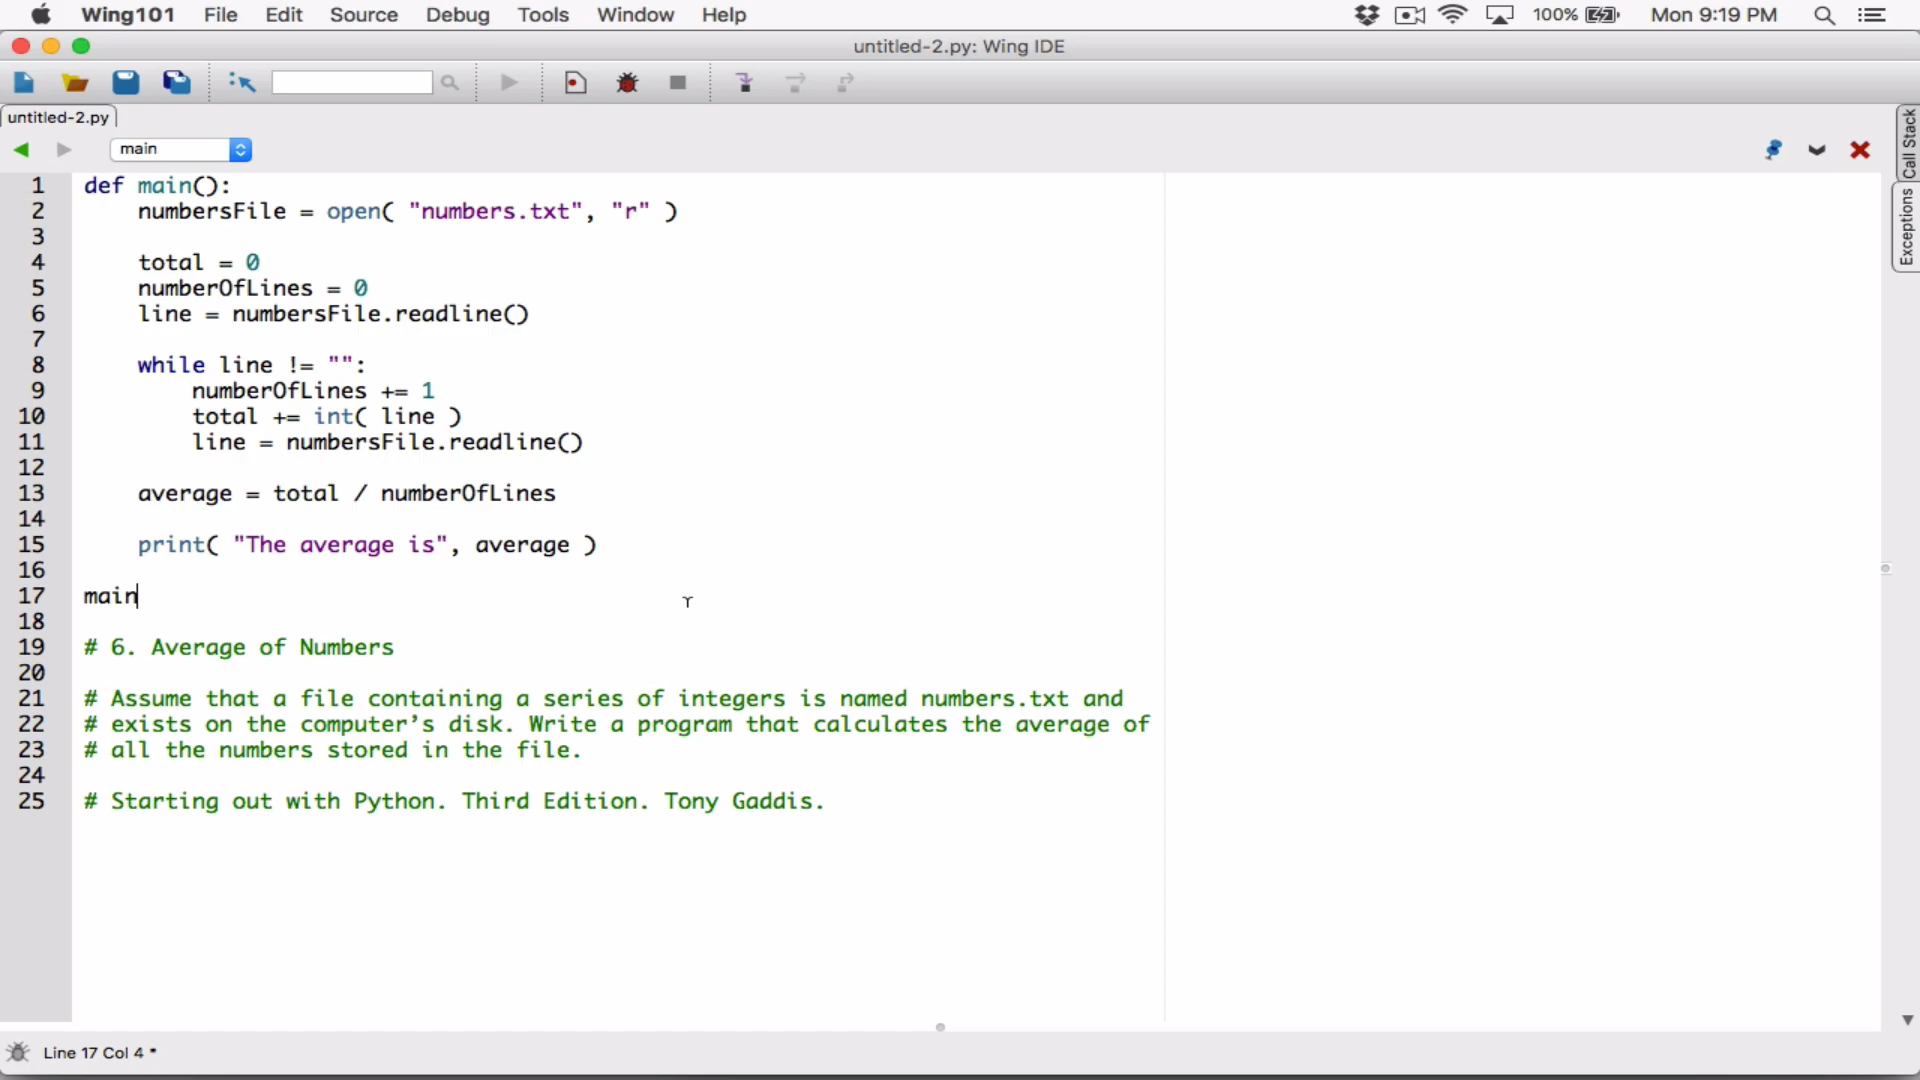 Wing101 File Edit Source Debug Tools Window Help 100% Mon 9:19 PM
untitled-2.py: Wing IDE
untitled-2.py
main
Call Stack
Exceptions
1 def main():
2     numbersFile = open( "numbers.txt", "r" )
3
4     total = 0
5     numberOfLines = 0
6     line = numbersFile.readline()
7
8     while line != "":
9         numberOfLines += 1
10         total += int( line )
11         line = numbersFile.readline()
12
13     average = total / numberOfLines
14
15     print( "The average is", average )
16
17 main
18
19 # 6. Average of Numbers
20
21 # Assume that a file containing a series of integers is named numbers.txt and
22 # exists on the computer’s disk. Write a program that calculates the average of
23 # all the numbers stored in the file.
24
25 # Starting out with Python. Third Edition. Tony Gaddis.
Line 17 Col 4 *